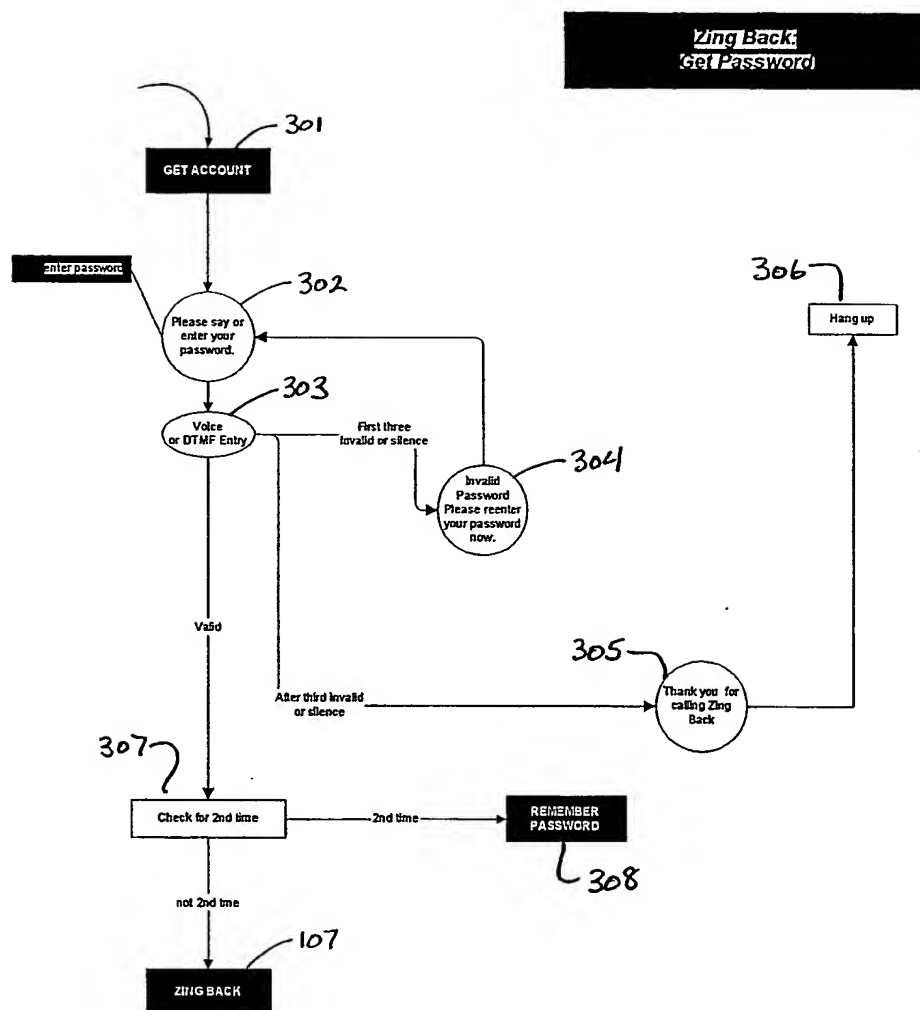 Zing Back:
Get Password
301
GET ACCOUNT
enter password
302
Please say or
enter your
password.
306
Hang up
303
Voice
or DTMF Entry
First three
Invalid or silence
304
Invalid
Password
Please reenter
your password
now.
Valid
305
After third Invalid
or silence
Thank you for
calling Zing
Back
307
Check for 2nd time
2nd time
REMEMBER
PASSWORD
308
not 2nd tme
107
ZING BACK